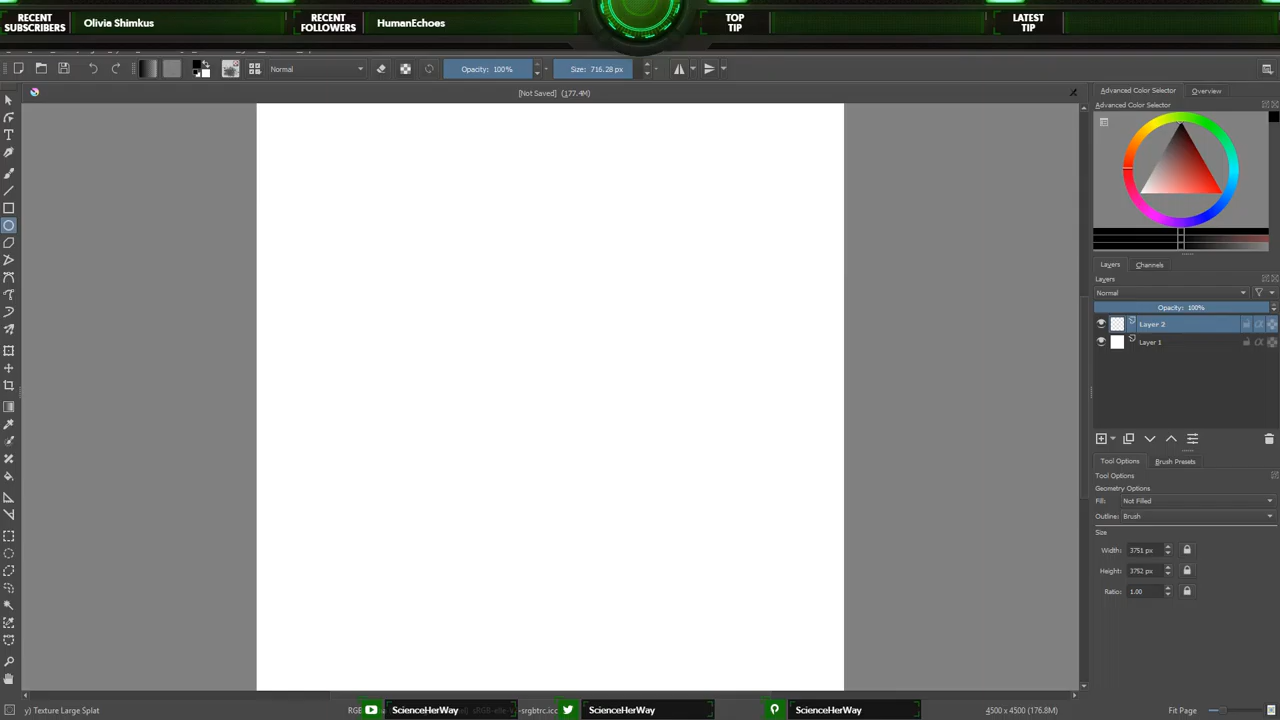 RECENT SUBSCRIBERS
Olivia Shimkus
RECENT FOLLOWERS
HumanEchoes
TOP TIP
LATEST TIP
Normal
Opacity: 100%
Size: 716.28 px
[Not Saved] (177.4M)
Advanced Color Selector
Overview
Advanced Color Selector
Layers
Channels
Layers
Normal
Opacity: 100%
Layer 2
Layer 1
Tool Options
Brush Presets
Tool Options
Geometry Options
Fill: Not Filled
Outline: Brush
Size
Width: 3751 px
Height: 3752 px
Ratio: 1.00
y) Texture Large Splat
RGB
ScienceHerWay
-srgbtrc.icc
ScienceHerWay
ScienceHerWay
4500 x 4500 (176.8M)
Fit Page